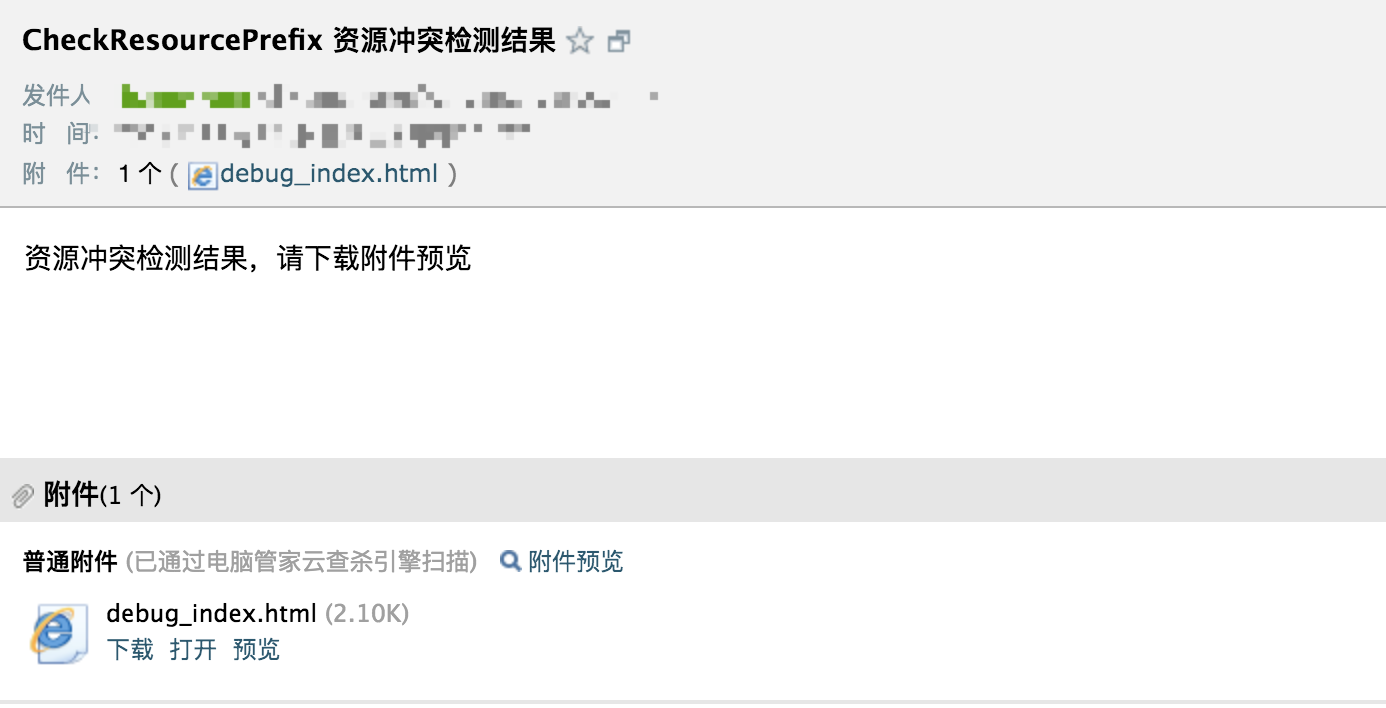 CheckResourcePrefix 资源冲突检测结果
发件人
时 间：
附 件： 1 个 ( debug_index.html )
资源冲突检测结果，请下载附件预览
附件(1 个)
普通附件 (已通过电脑管家云查杀引擎扫描) 附件预览
debug_index.html (2.10K)
下载 打开 预览